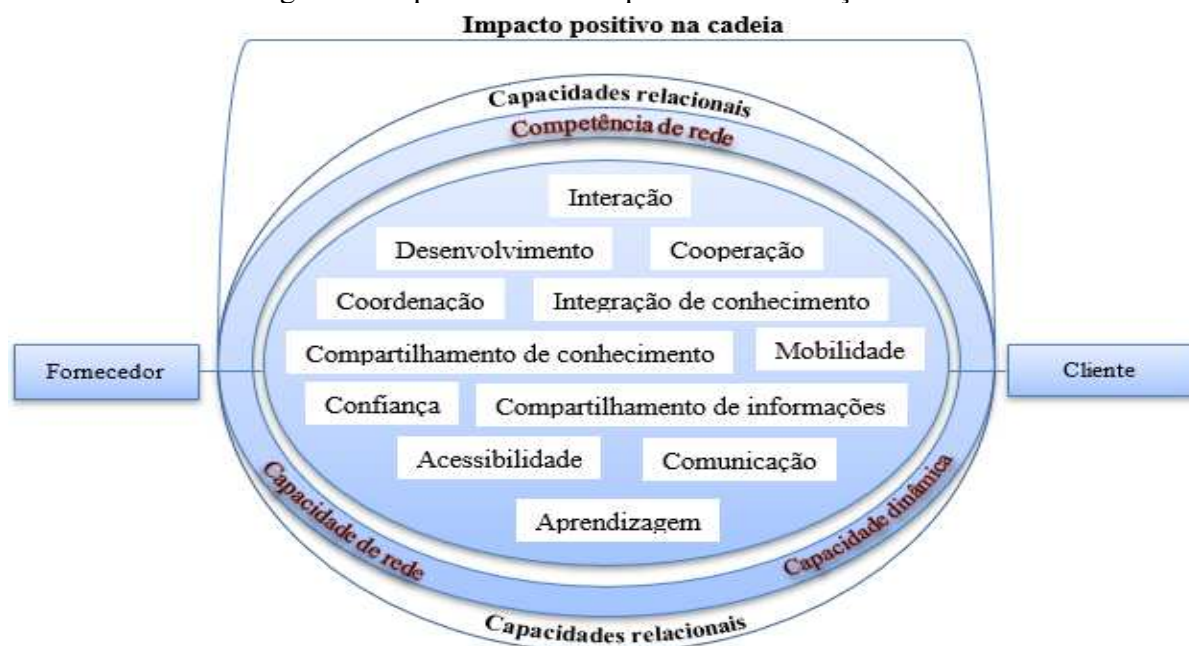 Impacto positivo na cadeia
Capacidades relacionais
Competência de rede
Interação
Desenvolvimento Cooperação
Coordenação Integração de conhecimento
Compartilhamento de conhecimento Mobilidade
Fornecedor Cliente
Confiança Compartilhamento de informações
Acessibilidade Comunicação
Aprendizagem
Capacidade de rede Capacidade dinâmica
Capacidades relacionais